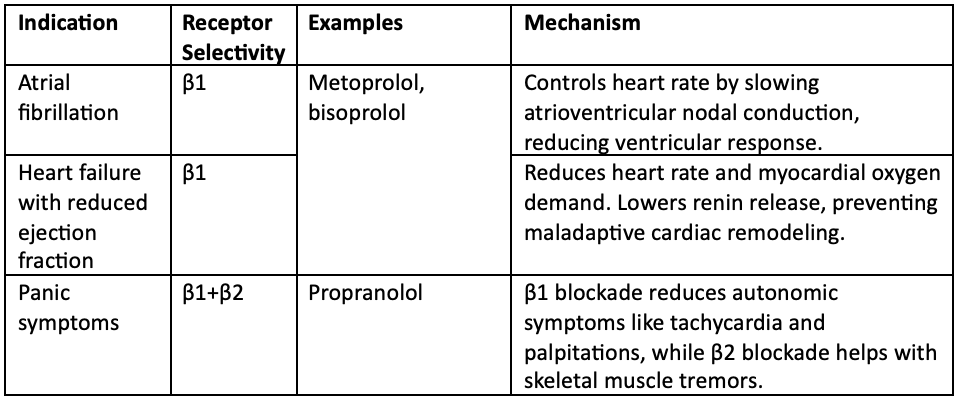 Indication
Receptor
Selectivity
Examples
Mechanism
Atrial
fibrillation
β1
Metoprolol,
bisoprolol
Controls heart rate by slowing
atrioventricular nodal conduction,
reducing ventricular response.
Heart failure
with reduced
ejection
fraction
β1
Reduces heart rate and myocardial oxygen
demand. Lowers renin release, preventing
maladaptive cardiac remodeling.
Panic
symptoms
β1+β2
Propranolol
β1 blockade reduces autonomic
symptoms like tachycardia and
palpitations, while β2 blockade helps with
skeletal muscle tremors.